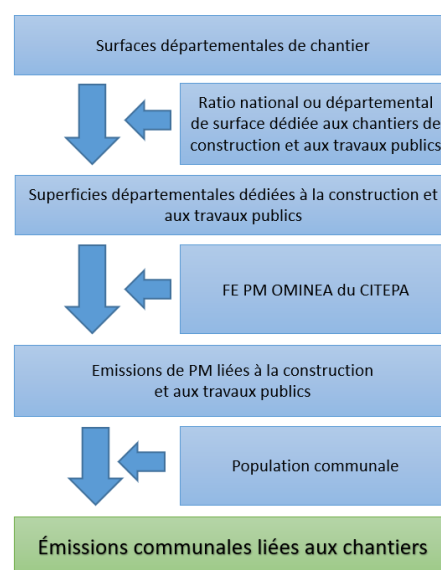 Surfaces départementales de chantier
Ratio national ou départemental
de surface dédiée aux chantiers de
construction et aux travaux publics
Superficies départementales dédiées à la construction et
aux travaux publics
FE PM OMINEA du CITEPA
Emissions de PM liées à la construction
et aux travaux publics
Population communale
Émissions communales liées aux chantiers